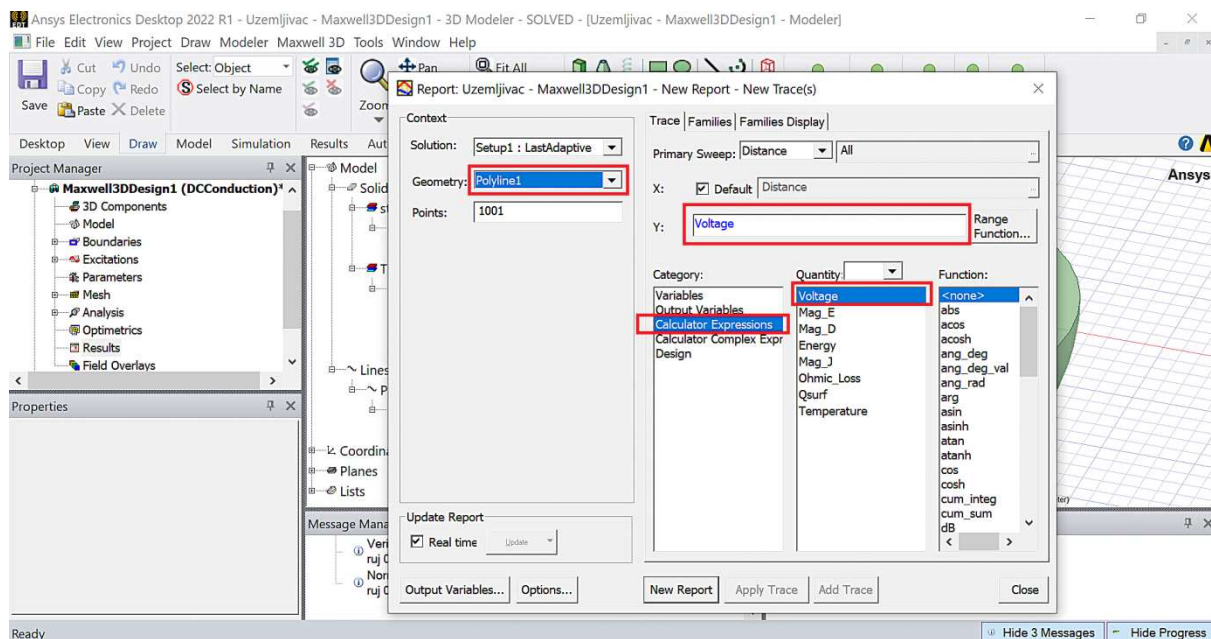 Ansys Electronics Desktop 2022 R1 - Uzemljivac - Maxwell3DDesign1 - 3D Modeler - SOLVED - [Uzemljivac - Maxwell3DDesign1 - Modeler]
File Edit View Project Draw Modeler Maxwell 3D Tools Window Help
Save
Cut
Copy
Paste
Undo
Redo
Delete
Select: Object
Select by Name
Zoom
Pan
Fit All
Desktop View Draw Model Simulation Results
Project Manager
Maxwell3DDesign1 (DCConduction)*
3D Components
Model
Boundaries
Excitations
Parameters
Mesh
Analysis
Optimetrics
Results
Field Overlays
Properties
Model
Solid
Lines
Planes
Lists
Ansys
Report: Uzemljivac - Maxwell3DDesign1 - New Report - New Trace(s)
Context
Solution: Setup1 : LastAdaptive
Geometry: Polyline1
Points: 1001
Update Report
Real time
Update
Output Variables... Options...
Trace Families Families Display
Primary Sweep: Distance All
X: Default Distance
Y: Voltage
Range
Function...
Category:
Variables
Output Variables
Calculator Expressions
Calculator Complex Expr
Design
Quantity:
Voltage
Mag_E
Mag_D
Energy
Mag_J
Ohmic_Loss
Qsurf
Temperature
Function:
<none>
abs
acos
acosh
ang_deg
ang_deg_val
ang_rad
arg
asin
asinh
atan
atanh
cos
cosh
cum_integ
cum_sum
dB
New Report Apply Trace Add Trace Close
Ready
Hide 3 Messages Hide Progress